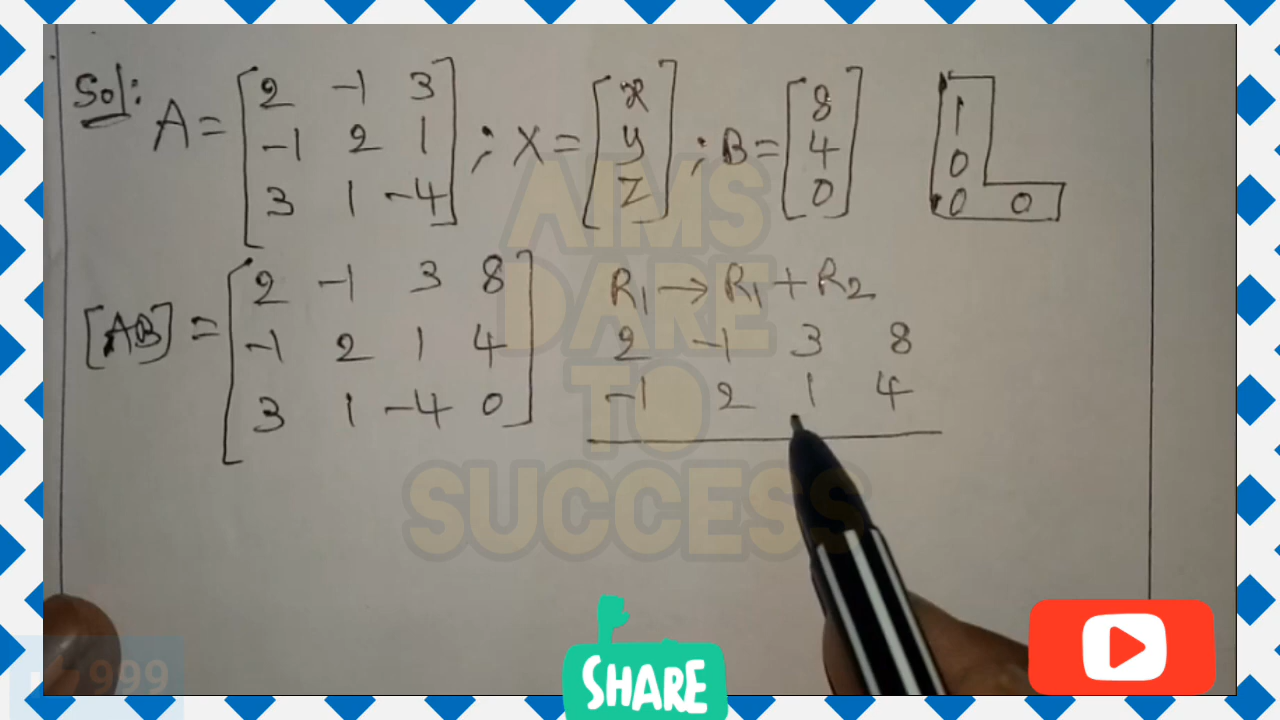 Sol:
A = [2 -1 3; X = [x; B = [8 1
-1 2 1 y 4 0
3 1 -4] z] 0] 0 0
[AB] = [2 -1 3 8 R1 → R1 + R2
-1 2 1 4 2 -1 3 8
3 1 -4 0] -1 2 1 4
AIMS
DARE
TO
SUCCESS
999
SHARE